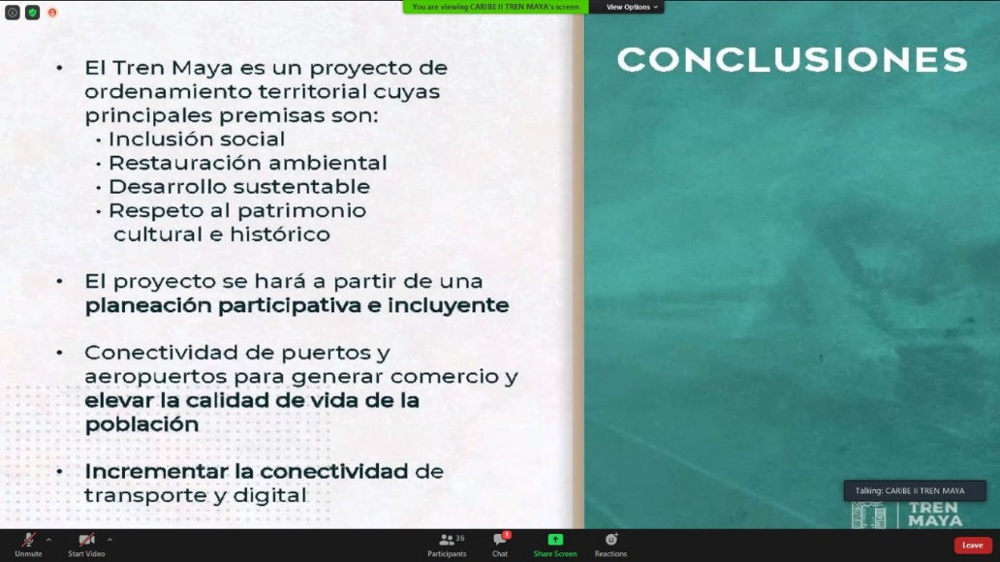 You are viewing CARIBE II TREN MAYA's screen
View Options
CONCLUSIONES
• El Tren Maya es un proyecto de
ordenamiento territorial cuyas
principales premisas son:
• Inclusión social
• Restauración ambiental
• Desarrollo sustentable
• Respeto al patrimonio
cultural e histórico
• El proyecto se hará a partir de una
planeación participativa e incluyente
• Conectividad de puertos y
aeropuertos para generar comercio y
elevar la calidad de vida de la
población
• Incrementar la conectividad de
transporte y digital
Talking: CARIBE II TREN MAYA
TREN
MAYA
36
1
Unmute
Start Video
Participants
Chat
Share Screen
Reactions
Leave